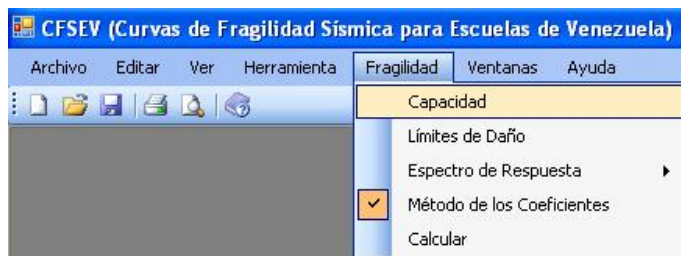 CFSEV (Curvas de Fragilidad Sísmica para Escuelas de Venezuela)
Archivo Editar Ver Herramienta Fragilidad Ventanas Ayuda
Capacidad
Límites de Daño
Espectro de Respuesta
Método de los Coeficientes
Calcular